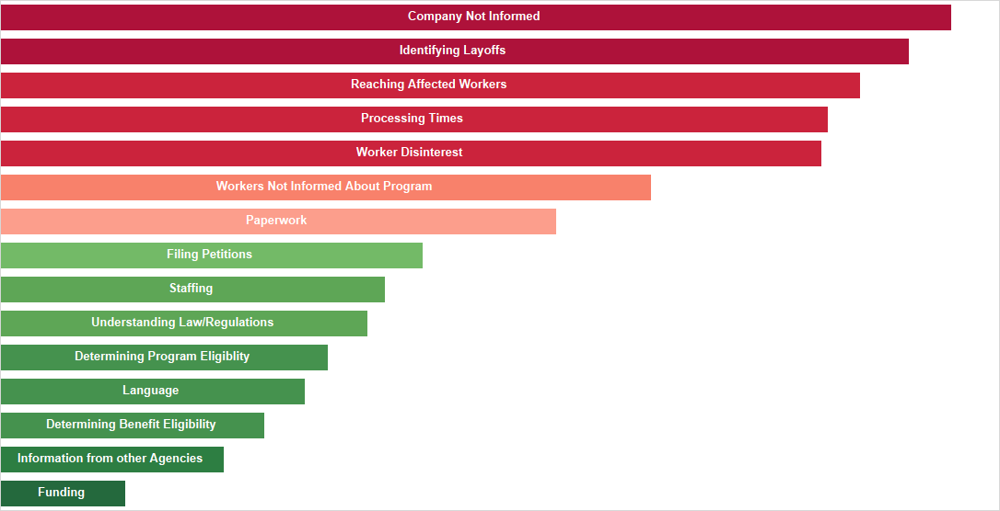 Company Not Informed
Identifying Layoffs
Reaching Affected Workers
Processing Times
Worker Disinterest
Workers Not Informed About Program
Paperwork
Filing Petitions
Staffing
Understanding Law/Regulations
Determining Program Eligiblity
Language
Determining Benefit Eligibility
Information from other Agencies
Funding